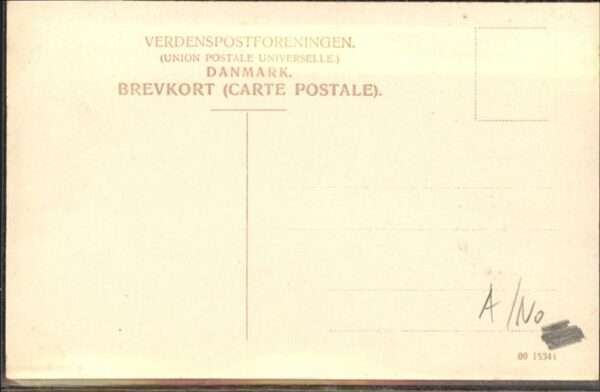 VERDENSPOSTFORENINGEN.
(UNION POSTALE UNIVERSELLE.)
DANMARK.
BREVKORT (CARTE POSTALE).
A/No
00 15341